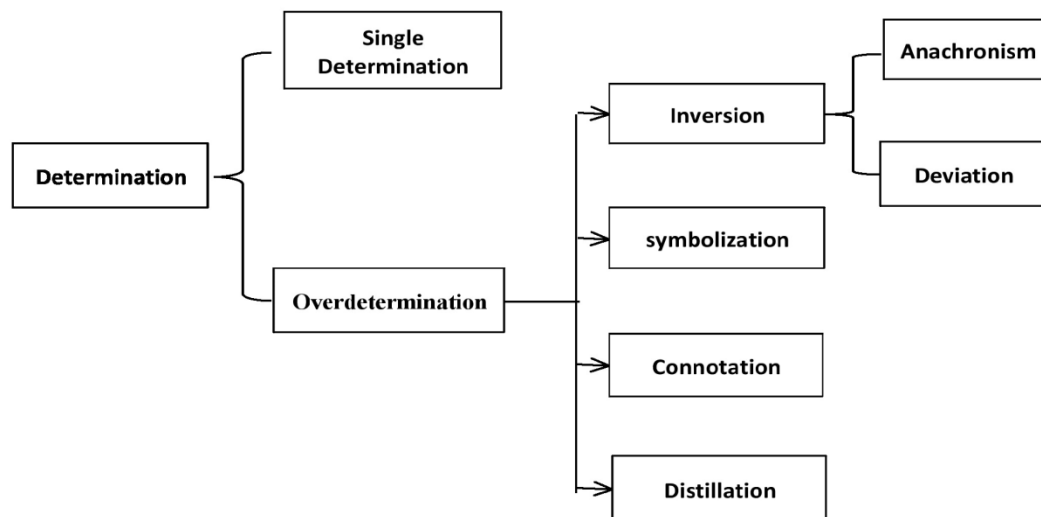 Single
Determination
Determination
Overdetermination
Inversion
symbolization
Connotation
Distillation
Anachronism
Deviation